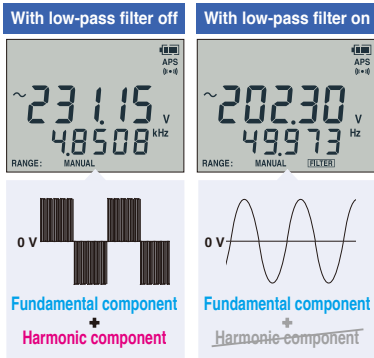 With low-pass filter off
APS
~231.15 V
4.8508 kHz
RANGE: MANUAL
0 V
Fundamental component
+
Harmonic component
With low-pass filter on
APS
~202.30 V
49.973 Hz
RANGE: MANUAL FILTER
0 V
Fundamental component
+
Harmonic component